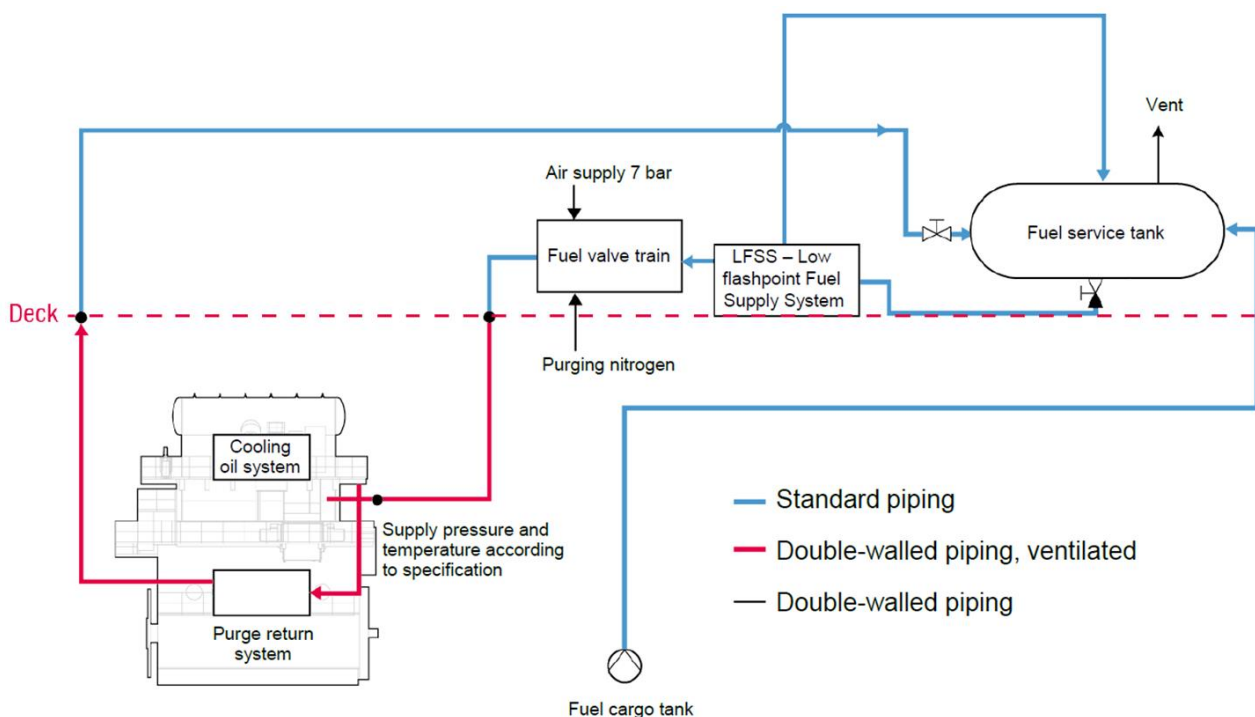 Vent
Air supply 7 bar
Fuel valve train
LFSS – Low
flashpoint Fuel
Supply System
Fuel service tank
Deck
Purging nitrogen
Cooling
oil system
Supply pressure and
temperature according
to specification
Purge return
system
Standard piping
Double-walled piping, ventilated
Double-walled piping
Fuel cargo tank